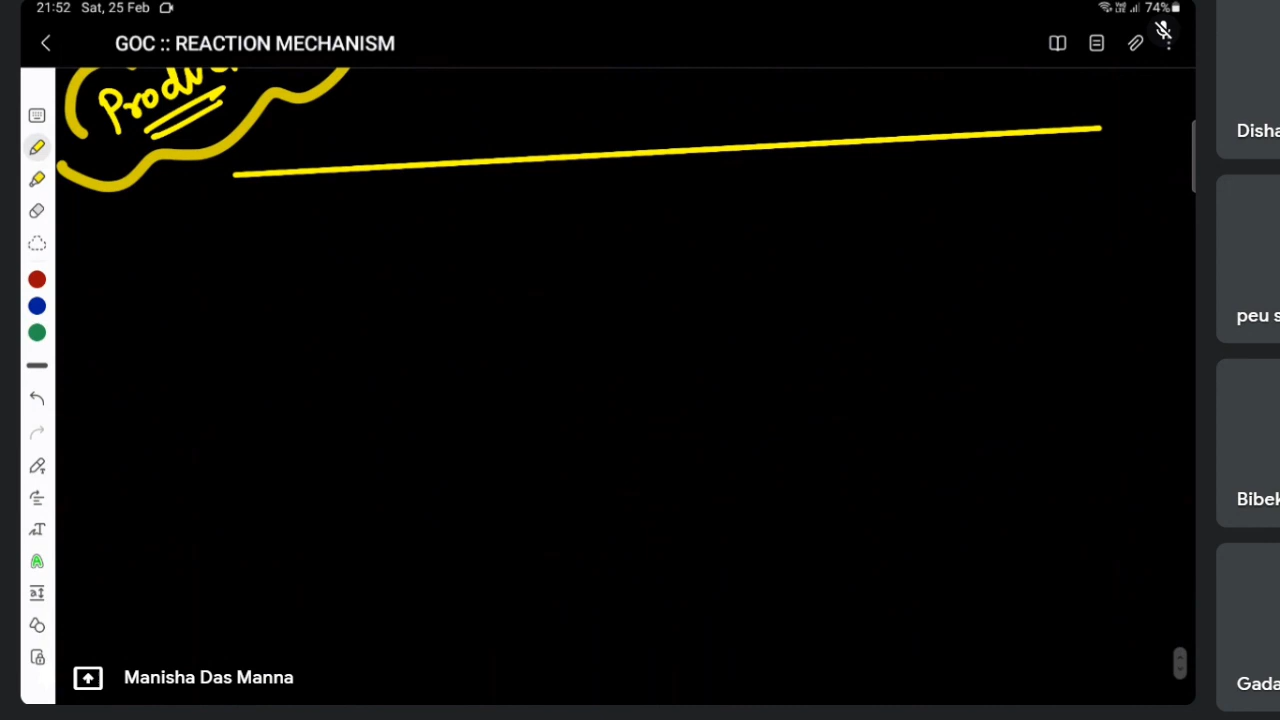 21:52 Sat, 25 Feb 74%
GOC :: REACTION MECHANISM
Disha
peu s
Bibek
Gada
Manisha Das Manna